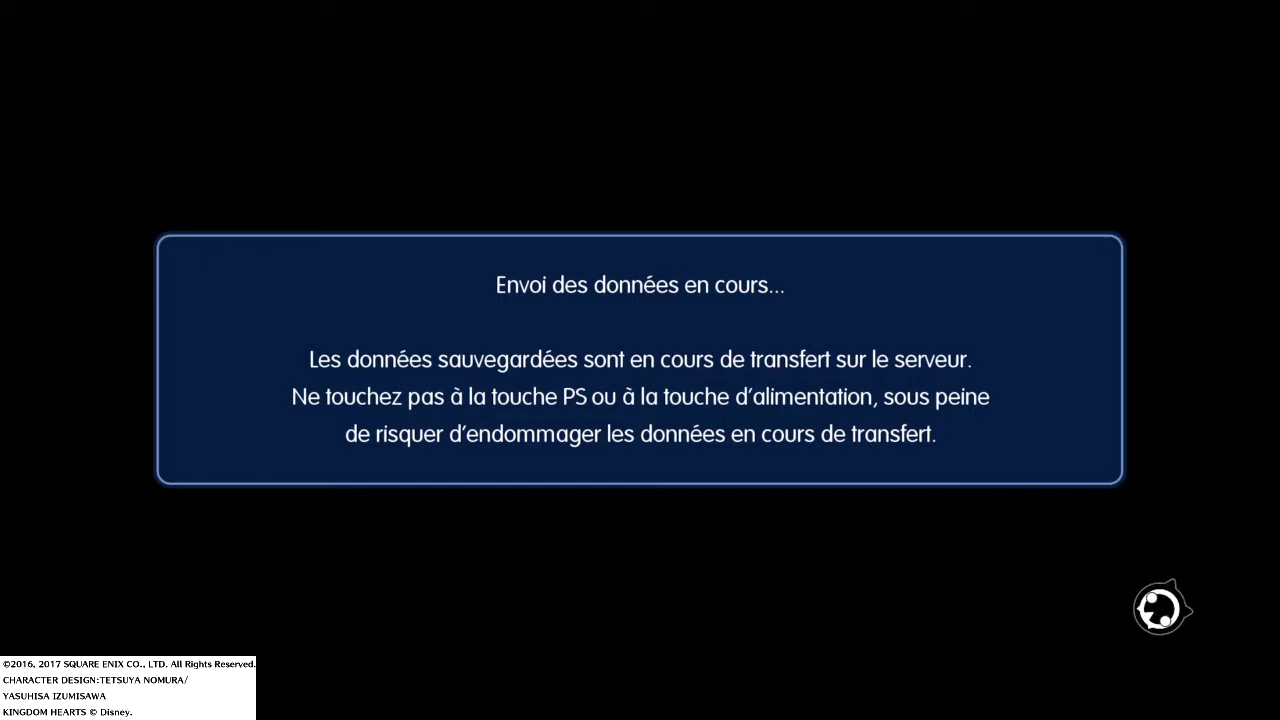 Envoi des données en cours...
Les données sauvegardées sont en cours de transfert sur le serveur.
Ne touchez pas à la touche PS ou à la touche d'alimentation, sous peine
de risquer d'endommager les données en cours de transfert.
©2016, 2017 SQUARE ENIX CO., LTD. All Rights Reserved.
CHARACTER DESIGN:TETSUYA NOMURA/
YASUHISA IZUMISAWA
KINGDOM HEARTS © Disney.